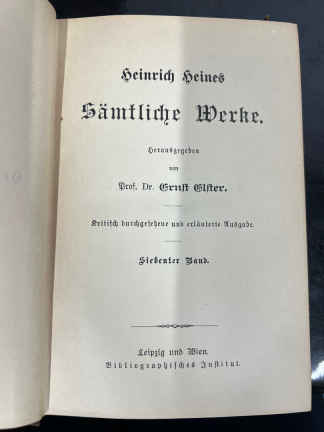 Heinrich Heines
Sämtliche Werke.
Herausgegeben
von
Prof. Dr. Ernst Elster.
Kritisch durchgesehene und erläuterte Ausgabe.
Siebenter Band.
Leipzig und Wien.
Bibliographisches Institut.